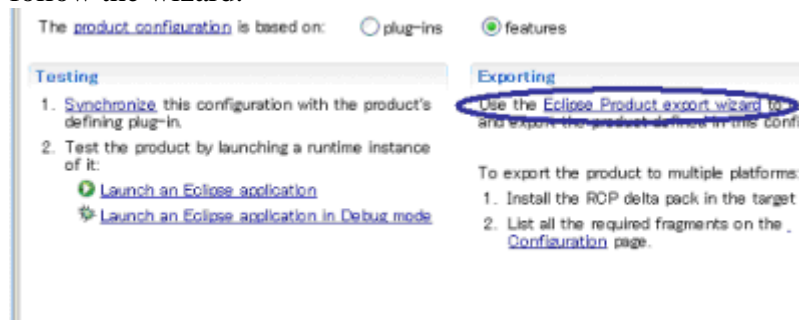 The product configuration is based on: plug-ins features
Testing
1. Synchronize this configuration with the product's
defining plug-in.
2. Test the product by launching a runtime instance
of it:
Launch an Eclipse application
Launch an Eclipse application in Debug mode
Exporting
Use the Eclipse Product export wizard to
and export the product defined in this
To export the product to multiple platforms:
1. Install the RCP delta pack in the target
2. List all the required fragments on the
Configuration page.